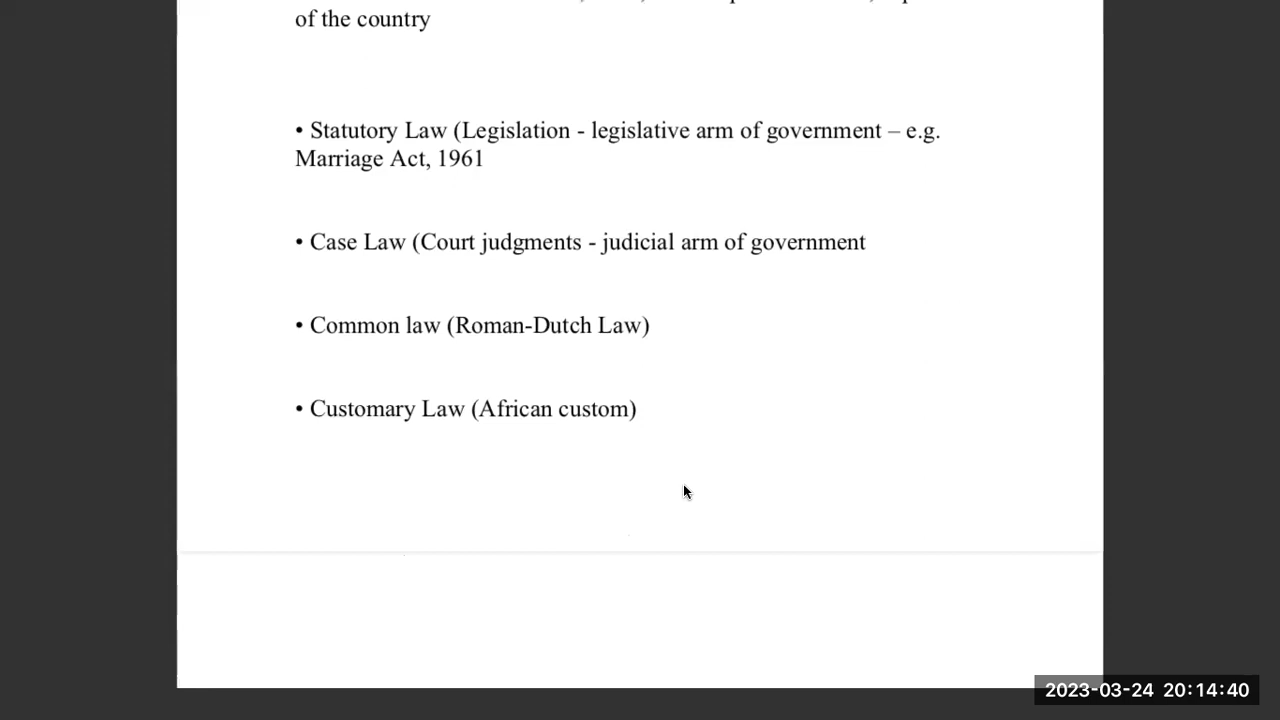 of the country
• Statutory Law (Legislation - legislative arm of government – e.g.
Marriage Act, 1961
• Case Law (Court judgments - judicial arm of government
• Common law (Roman-Dutch Law)
• Customary Law (African custom)
2023-03-24 20:14:40